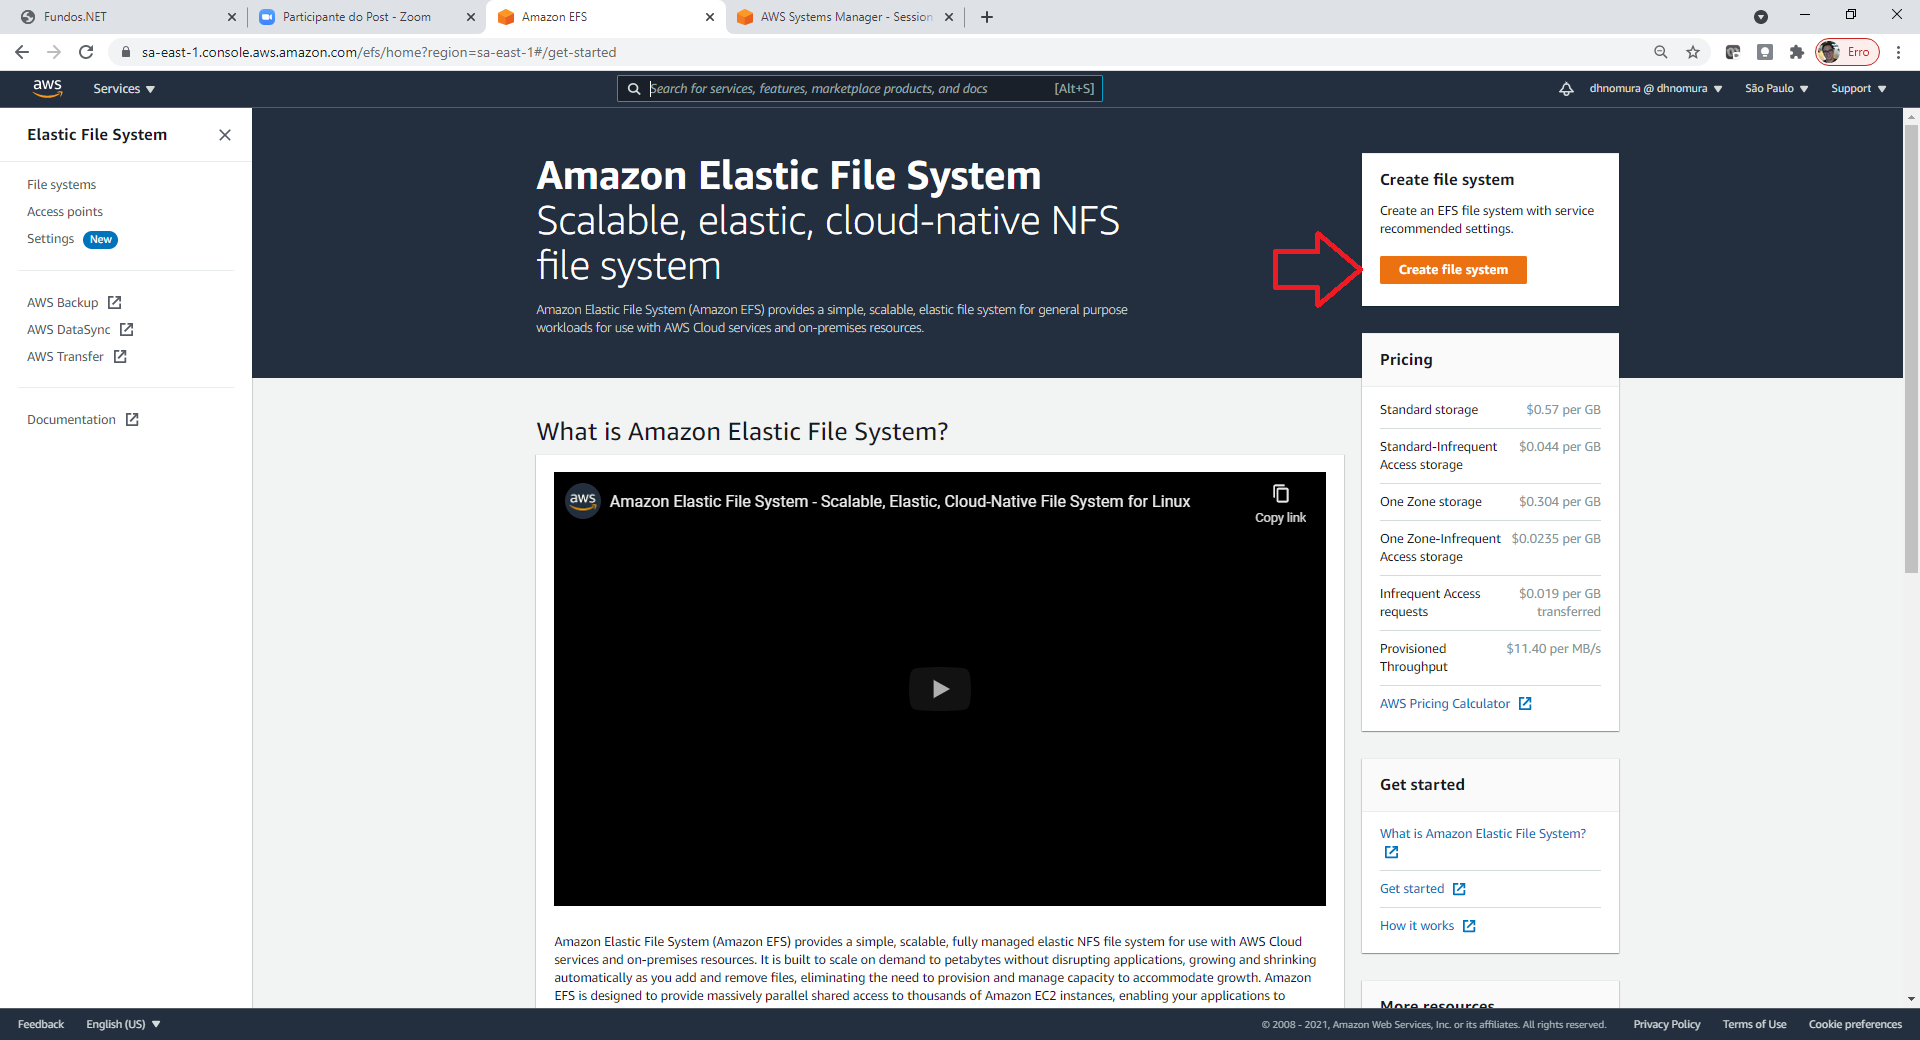 Fundos.NET
Participante do Post - Zoom
Amazon EFS
AWS Systems Manager - Session
sa-east-1.console.aws.amazon.com/efs/home?region=sa-east-1#/get-started
Erro
aws
Services
Search for services, features, marketplace products, and docs
[Alt+S]
dhnomura @ dhnomura
São Paulo
Support
Elastic File System
File systems
Access points
Settings New
AWS Backup
AWS DataSync
AWS Transfer
Documentation
Amazon Elastic File System
Scalable, elastic, cloud-native NFS
file system
Amazon Elastic File System (Amazon EFS) provides a simple, scalable, elastic file system for general purpose
workloads for use with AWS Cloud services and on-premises resources.
Create file system
Create an EFS file system with service
recommended settings.
Create file system
What is Amazon Elastic File System?
aws
Amazon Elastic File System - Scalable, Elastic, Cloud-Native File System for Linux
Copy link
Amazon Elastic File System (Amazon EFS) provides a simple, scalable, fully managed elastic NFS file system for use with AWS Cloud
services and on-premises resources. It is built to scale on demand to petabytes without disrupting applications, growing and shrinking
automatically as you add and remove files, eliminating the need to provision and manage capacity to accommodate growth. Amazon
EFS is designed to provide massively parallel shared access to thousands of Amazon EC2 instances, enabling your applications to
Pricing
Standard storage $0.57 per GB
Standard-Infrequent $0.044 per GB
Access storage
One Zone storage $0.304 per GB
One Zone-Infrequent $0.0235 per GB
Access storage
Infrequent Access $0.019 per GB
requests transferred
Provisioned $11.40 per MB/s
Throughput
AWS Pricing Calculator
Get started
What is Amazon Elastic File System?
Get started
How it works
More resources
Feedback
English (US)
© 2008 - 2021, Amazon Web Services, Inc. or its affiliates. All rights reserved.
Privacy Policy
Terms of Use
Cookie preferences